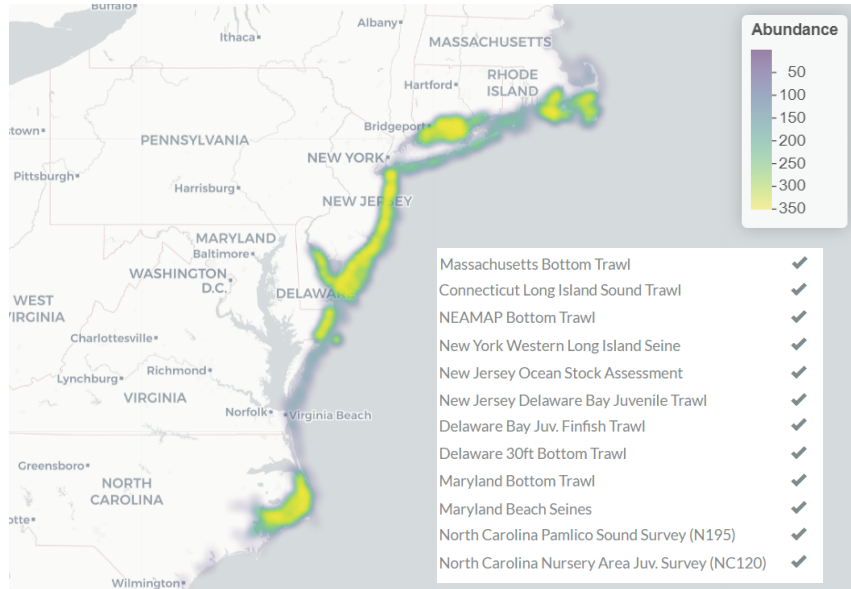 Buffalo
Albany
Ithaca
MASSACHUSETTS
Hartford
RHODE
ISLAND
Bridgeport
stown
PENNSYLVANIA
NEW YORK
Pittsburgh
Harrisburg
NEW JERSEY
MARYLAND
Baltimore
WASHINGTON
D.C.
DELAWARE
WEST
VIRGINIA
Charlottesville
Richmond
Lynchburg
VIRGINIA
Norfolk
Virginia Beach
Greensboro
NORTH
CAROLINA
otte
Wilmington
Abundance
50
100
150
200
250
300
350
Massachusetts Bottom Trawl ✔
Connecticut Long Island Sound Trawl ✔
NEAMAP Bottom Trawl ✔
New York Western Long Island Seine ✔
New Jersey Ocean Stock Assessment ✔
New Jersey Delaware Bay Juvenile Trawl ✔
Delaware Bay Juv. Finfish Trawl ✔
Delaware 30ft Bottom Trawl ✔
Maryland Bottom Trawl ✔
Maryland Beach Seines ✔
North Carolina Pamlico Sound Survey (N195) ✔
North Carolina Nursery Area Juv. Survey (NC120) ✔